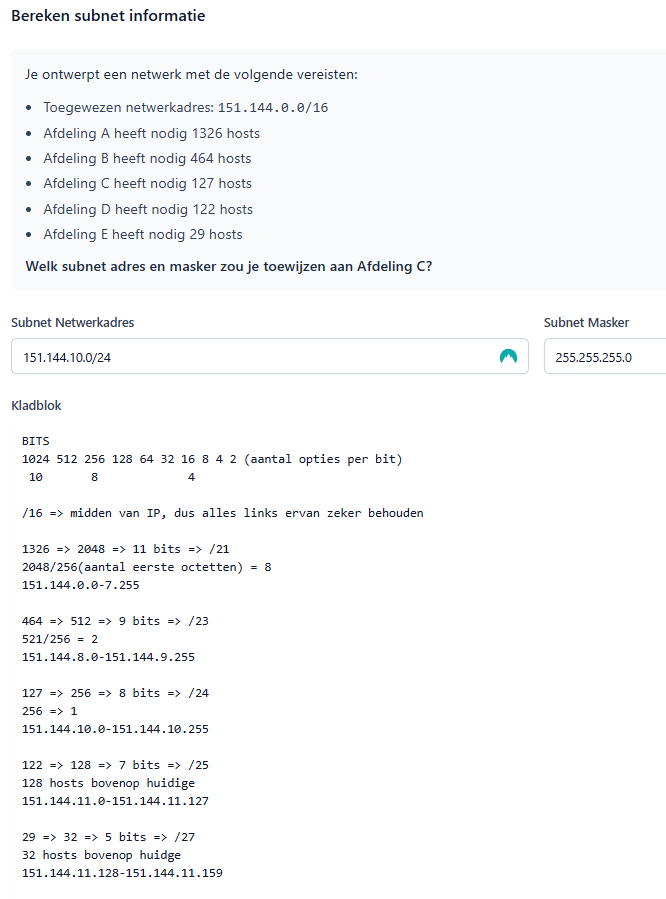 Bereken subnet informatie
Je ontwerpt een netwerk met de volgende vereisten:
• Toegewezen netwerkadres: 151.144.0.0/16
• Afdeling A heeft nodig 1326 hosts
• Afdeling B heeft nodig 464 hosts
• Afdeling C heeft nodig 127 hosts
• Afdeling D heeft nodig 122 hosts
• Afdeling E heeft nodig 29 hosts
Welk subnet adres en masker zou je toewijzen aan Afdeling C?
Subnet Netwerkadres Subnet Masker
151.144.10.0/24 255.255.255.0
Kladblok
BITS
1024 512 256 128 64 32 16 8 4 2 (aantal opties per bit)
10 8 4
/16 => midden van IP, dus alles links ervan zeker behouden
1326 => 2048 => 11 bits => /21
2048/256(aantal eerste octetten) = 8
151.144.0.0-7.255
464 => 512 => 9 bits => /23
521/256 = 2
151.144.8.0-151.144.9.255
127 => 256 => 8 bits => /24
256 => 1
151.144.10.0-151.144.10.255
122 => 128 => 7 bits => /25
128 hosts bovenop huidige
151.144.11.0-151.144.11.127
29 => 32 => 5 bits => /27
32 hosts bovenop huidge
151.144.11.128-151.144.11.159